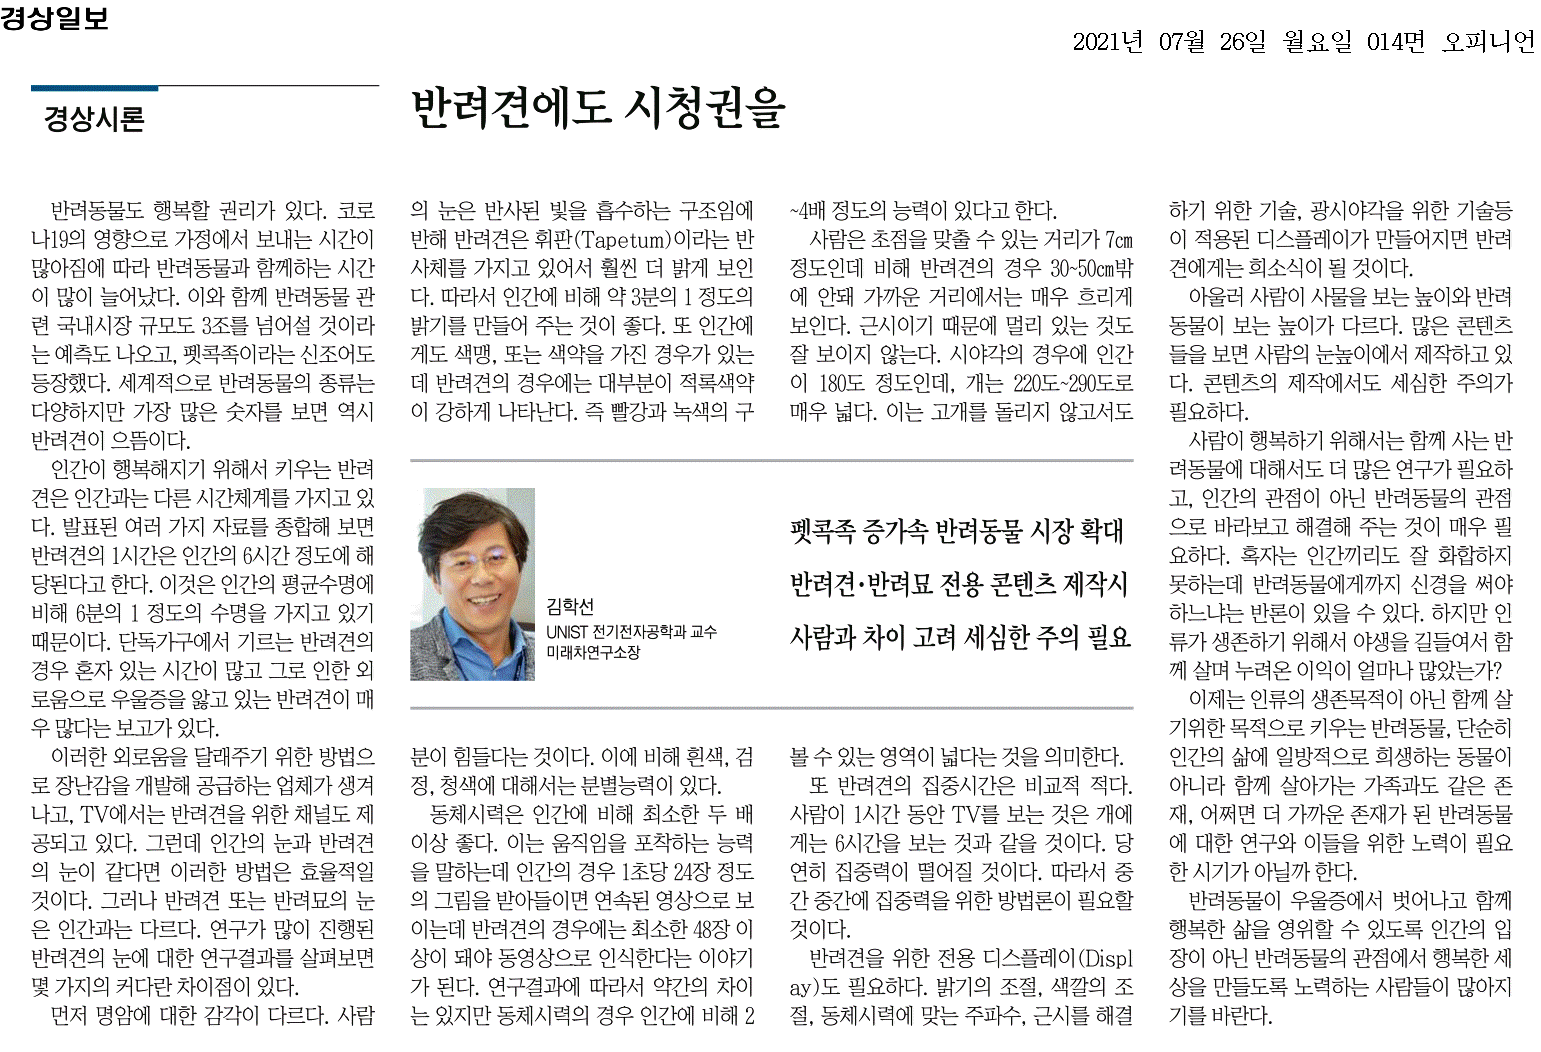 경상일보
2021년 07월 26일 월요일 014면 오피니언
경상시론
반려견에도 시청권을
반려동물도 행복할 권리가 있다. 코로
나19의 영향으로 가정에서 보내는 시간이
많아짐에 따라 반려동물과 함께하는 시간
이 많이 늘어났다. 이와 함께 반려동물 관
련 국내시장 규모도 3조를 넘어설 것이라
는 예측도 나오고, 펫콕족이라는 신조어도
등장했다. 세계적으로 반려동물의 종류는
다양하지만 가장 많은 숫자를 보면 역시
반려견이 으뜸이다.
인간이 행복해지기 위해서 키우는 반려
견은 인간과는 다른 시간체계를 가지고 있
다. 발표된 여러 가지 자료를 종합해 보면
반려견의 1시간은 인간의 6시간 정도에 해
당된다고 한다. 이것은 인간의 평균수명에
비해 6분의 1 정도의 수명을 가지고 있기
때문이다. 단독가구에서 기르는 반려견의
경우 혼자 있는 시간이 많고 그로 인한 외
로움으로 우울증을 앓고 있는 반려견이 매
우 많다는 보고가 있다.
이러한 외로움을 달래주기 위한 방법으
로 장난감을 개발해 공급하는 업체가 생겨
나고, TV에서는 반려견을 위한 채널도 제
공되고 있다. 그런데 인간의 눈과 반려견
의 눈이 같다면 이러한 방법은 효율적일
것이다. 그러나 반려견 또는 반려묘의 눈
은 인간과는 다르다. 연구가 많이 진행된
반려견의 눈에 대한 연구결과를 살펴보면
몇 가지의 커다란 차이점이 있다.
먼저 명암에 대한 감각이 다르다. 사람
의 눈은 반사된 빛을 흡수하는 구조임에
반해 반려견은 휘판(Tapetum)이라는 반
사체를 가지고 있어서 훨씬 더 밝게 보인
다. 따라서 인간에 비해 약 3분의 1 정도의
밝기를 만들어 주는 것이 좋다. 또 인간에
게도 색맹, 또는 색약을 가진 경우가 있는
데 반려견의 경우에는 대부분이 적록색약
이 강하게 나타난다. 즉 빨강과 녹색의 구
분이 힘들다는 것이다. 이에 비해 흰색, 검
정, 청색에 대해서는 분별능력이 있다.
동체시력은 인간에 비해 최소한 두 배
이상 좋다. 이는 움직임을 포착하는 능력
을 말하는데 인간의 경우 1초당 24장 정도
의 그림을 받아들이면 연속된 영상으로 보
이는데 반려견의 경우에는 최소한 48장 이
상이 돼야 동영상으로 인식한다는 이야기
가 된다. 연구결과에 따라서 약간의 차이
는 있지만 동체시력의 경우 인간에 비해 2
~4배 정도의 능력이 있다고 한다.
사람은 초점을 맞출 수 있는 거리가 7㎝
정도인데 비해 반려견의 경우 30~50㎝밖
에 안돼 가까운 거리에서는 매우 흐리게
보인다. 근시이기 때문에 멀리 있는 것도
잘 보이지 않는다. 시야각의 경우에 인간
이 180도 정도인데, 개는 220도~290도로
매우 넓다. 이는 고개를 돌리지 않고서도
김학선
UNIST 전기전자공학과 교수
미래차연구소장
펫콕족 증가속 반려동물 시장 확대
반려견·반려묘 전용 콘텐츠 제작시
사람과 차이 고려 세심한 주의 필요
볼 수 있는 영역이 넓다는 것을 의미한다.
또 반려견의 집중시간은 비교적 적다.
사람이 1시간 동안 TV를 보는 것은 개에
게는 6시간을 보는 것과 같을 것이다. 당
연히 집중력이 떨어질 것이다. 따라서 중
간 중간에 집중력을 위한 방법론이 필요할
것이다.
반려견을 위한 전용 디스플레이(Displ
ay)도 필요하다. 밝기의 조절, 색깔의 조
절, 동체시력에 맞는 주파수, 근시를 해결
하기 위한 기술, 광시야각을 위한 기술등
이 적용된 디스플레이가 만들어지면 반려
견에게는 희소식이 될 것이다.
아울러 사람이 사물을 보는 높이와 반려
동물이 보는 높이가 다르다. 많은 콘텐츠
들을 보면 사람의 눈높이에서 제작하고 있
다. 콘텐츠의 제작에서도 세심한 주의가
필요하다.
사람이 행복하기 위해서는 함께 사는 반
려동물에 대해서도 더 많은 연구가 필요하
고, 인간의 관점이 아닌 반려동물의 관점
으로 바라보고 해결해 주는 것이 매우 필
요하다. 혹자는 인간끼리도 잘 화합하지
못하는데 반려동물에게까지 신경을 써야
하느냐는 반론이 있을 수 있다. 하지만 인
류가 생존하기 위해서 야생을 길들여서 함
께 살며 누려온 이익이 얼마나 많았는가?
이제는 인류의 생존목적이 아닌 함께 살
기위한 목적으로 키우는 반려동물, 단순히
인간의 삶에 일방적으로 희생하는 동물이
아니라 함께 살아가는 가족과도 같은 존
재, 어쩌면 더 가까운 존재가 된 반려동물
에 대한 연구와 이들을 위한 노력이 필요
한 시기가 아닐까 한다.
반려동물이 우울증에서 벗어나고 함께
행복한 삶을 영위할 수 있도록 인간의 입
장이 아닌 반려동물의 관점에서 행복한 세
상을 만들도록 노력하는 사람들이 많아지
기를 바란다.